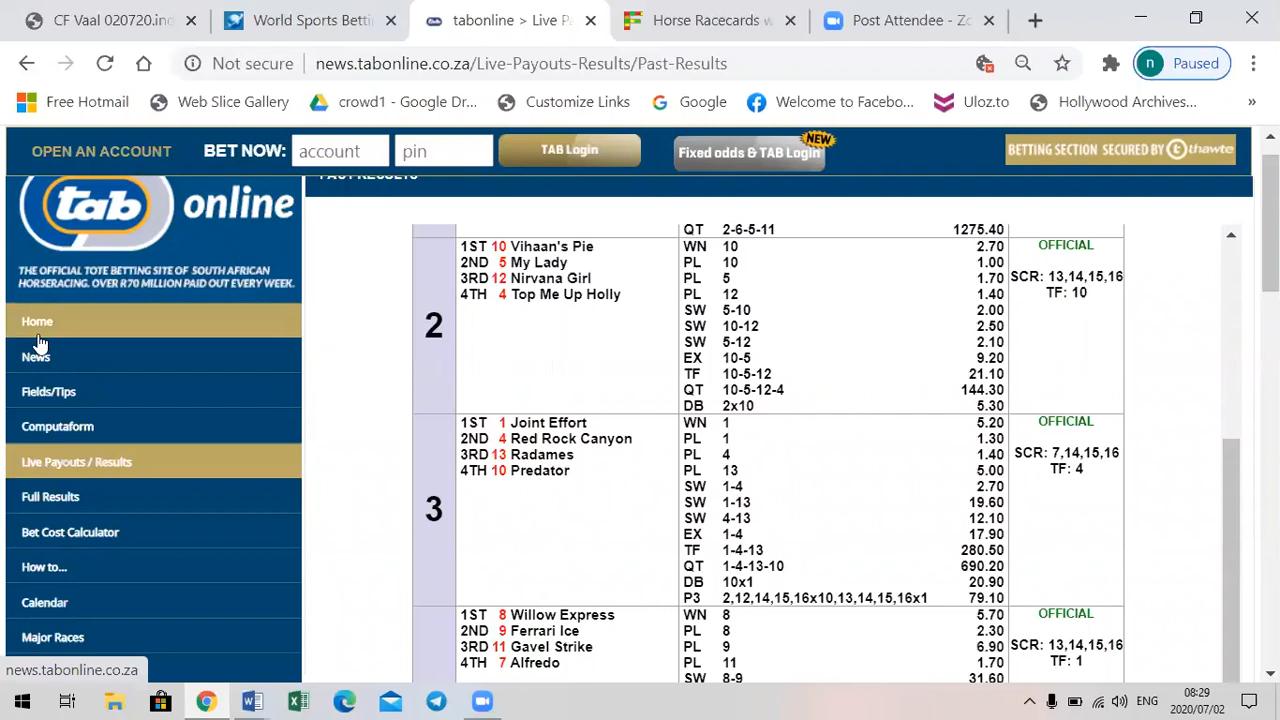 CF Vaal 020720.in
World Sports Bett
tabonline > Live P
Horse Racecards w
Post Attendee - Zo
Not secure
news.tabonline.co.za/Live-Payouts-Results/Past-Results
n Paused
Free Hotmail
Web Slice Gallery
crowd1 - Google Dr...
Customize Links
Google
Welcome to Facebo...
Uloz.to
Hollywood Archives...
»
OPEN AN ACCOUNT
BET NOW:
account
pin
TAB Login
Fixed odds & TAB Login
NEW
BETTING SECTION SECURED BY thawte
tab online
THE OFFICIAL TOTE BETTING SITE OF SOUTH AFRICAN
HORSERACING. OVER R70 MILLION PAID OUT EVERY WEEK.
Home
News
Fields/Tips
Computaform
Live Payouts / Results
Full Results
Bet Cost Calculator
How to...
Calendar
Major Races
news.tabonline.co.za
PAST RESULTS
QT 2-6-5-11 1275.40
2
1ST 10 Vihaan's Pie
2ND 5 My Lady
3RD 12 Nirvana Girl
4TH 4 Top Me Up Holly
WN 10 2.70
PL 10 1.00
PL 5 1.70
PL 12 1.40
SW 5-10 2.00
SW 10-12 2.50
SW 5-12 2.10
EX 10-5 9.20
TF 10-5-12 21.10
QT 10-5-12-4 144.30
DB 2x10 5.30
OFFICIAL
SCR: 13,14,15,16
TF: 10
3
1ST 1 Joint Effort
2ND 4 Red Rock Canyon
3RD 13 Radames
4TH 10 Predator
WN 1 5.20
PL 1 1.30
PL 4 1.40
PL 13 5.00
SW 1-4 2.70
SW 1-13 19.60
SW 4-13 12.10
EX 1-4 17.90
TF 1-4-13 280.50
QT 1-4-13-10 690.20
DB 10x1 20.90
P3 2,12,14,15,16x10,13,14,15,16x1 79.10
OFFICIAL
SCR: 7,14,15,16
TF: 4
1ST 8 Willow Express
2ND 9 Ferrari Ice
3RD 11 Gavel Strike
4TH 7 Alfredo
WN 8 5.70
PL 8 2.30
PL 9 6.90
PL 11 1.70
SW 8-9 31.60
OFFICIAL
SCR: 13,14,15,16
TF: 1
ENG
08:29
2020/07/02